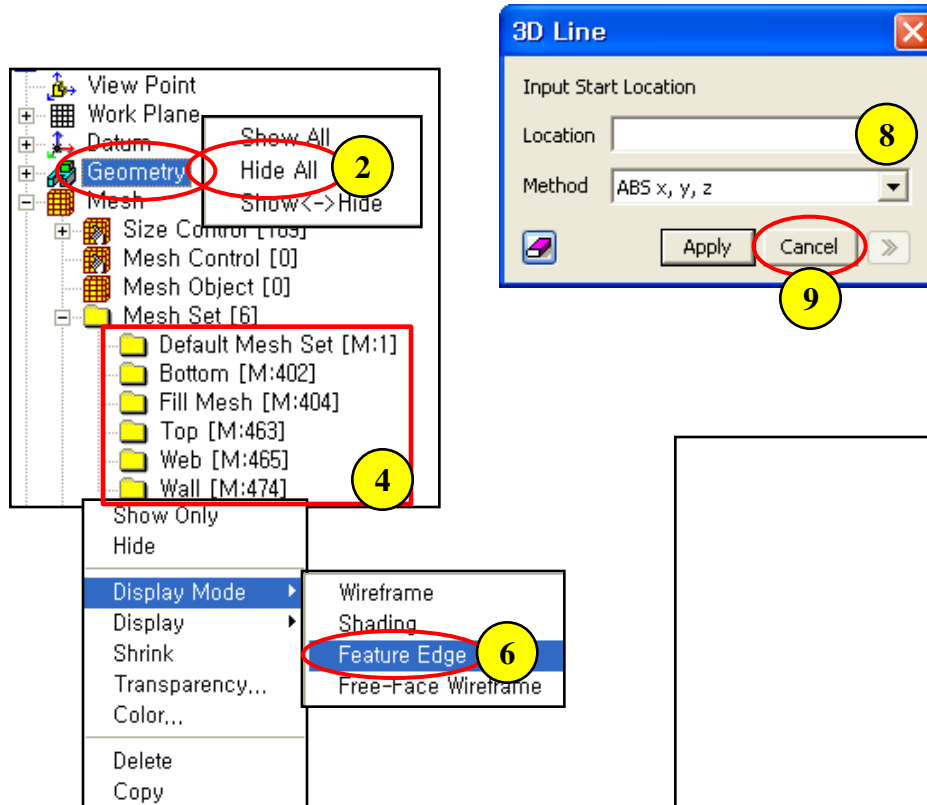 View Point
Work Plane
Datum
Geometry
Show All
Hide All
2
Show<->Hide
Mesh
Size Control [169]
Mesh Control [0]
Mesh Object [0]
Mesh Set [6]
Default Mesh Set [M:1]
Bottom [M:402]
Fill Mesh [M:404]
Top [M:463]
Web [M:465]
Wall [M:474]
4
Show Only
Hide
Display Mode
Display
Shrink
Transparency...
Color...
Delete
Copy
Wireframe
Shading
Feature Edge
6
Free-Face Wireframe
3D Line
Input Start Location
Location
8
Method
ABS x, y, z
Apply
Cancel
9